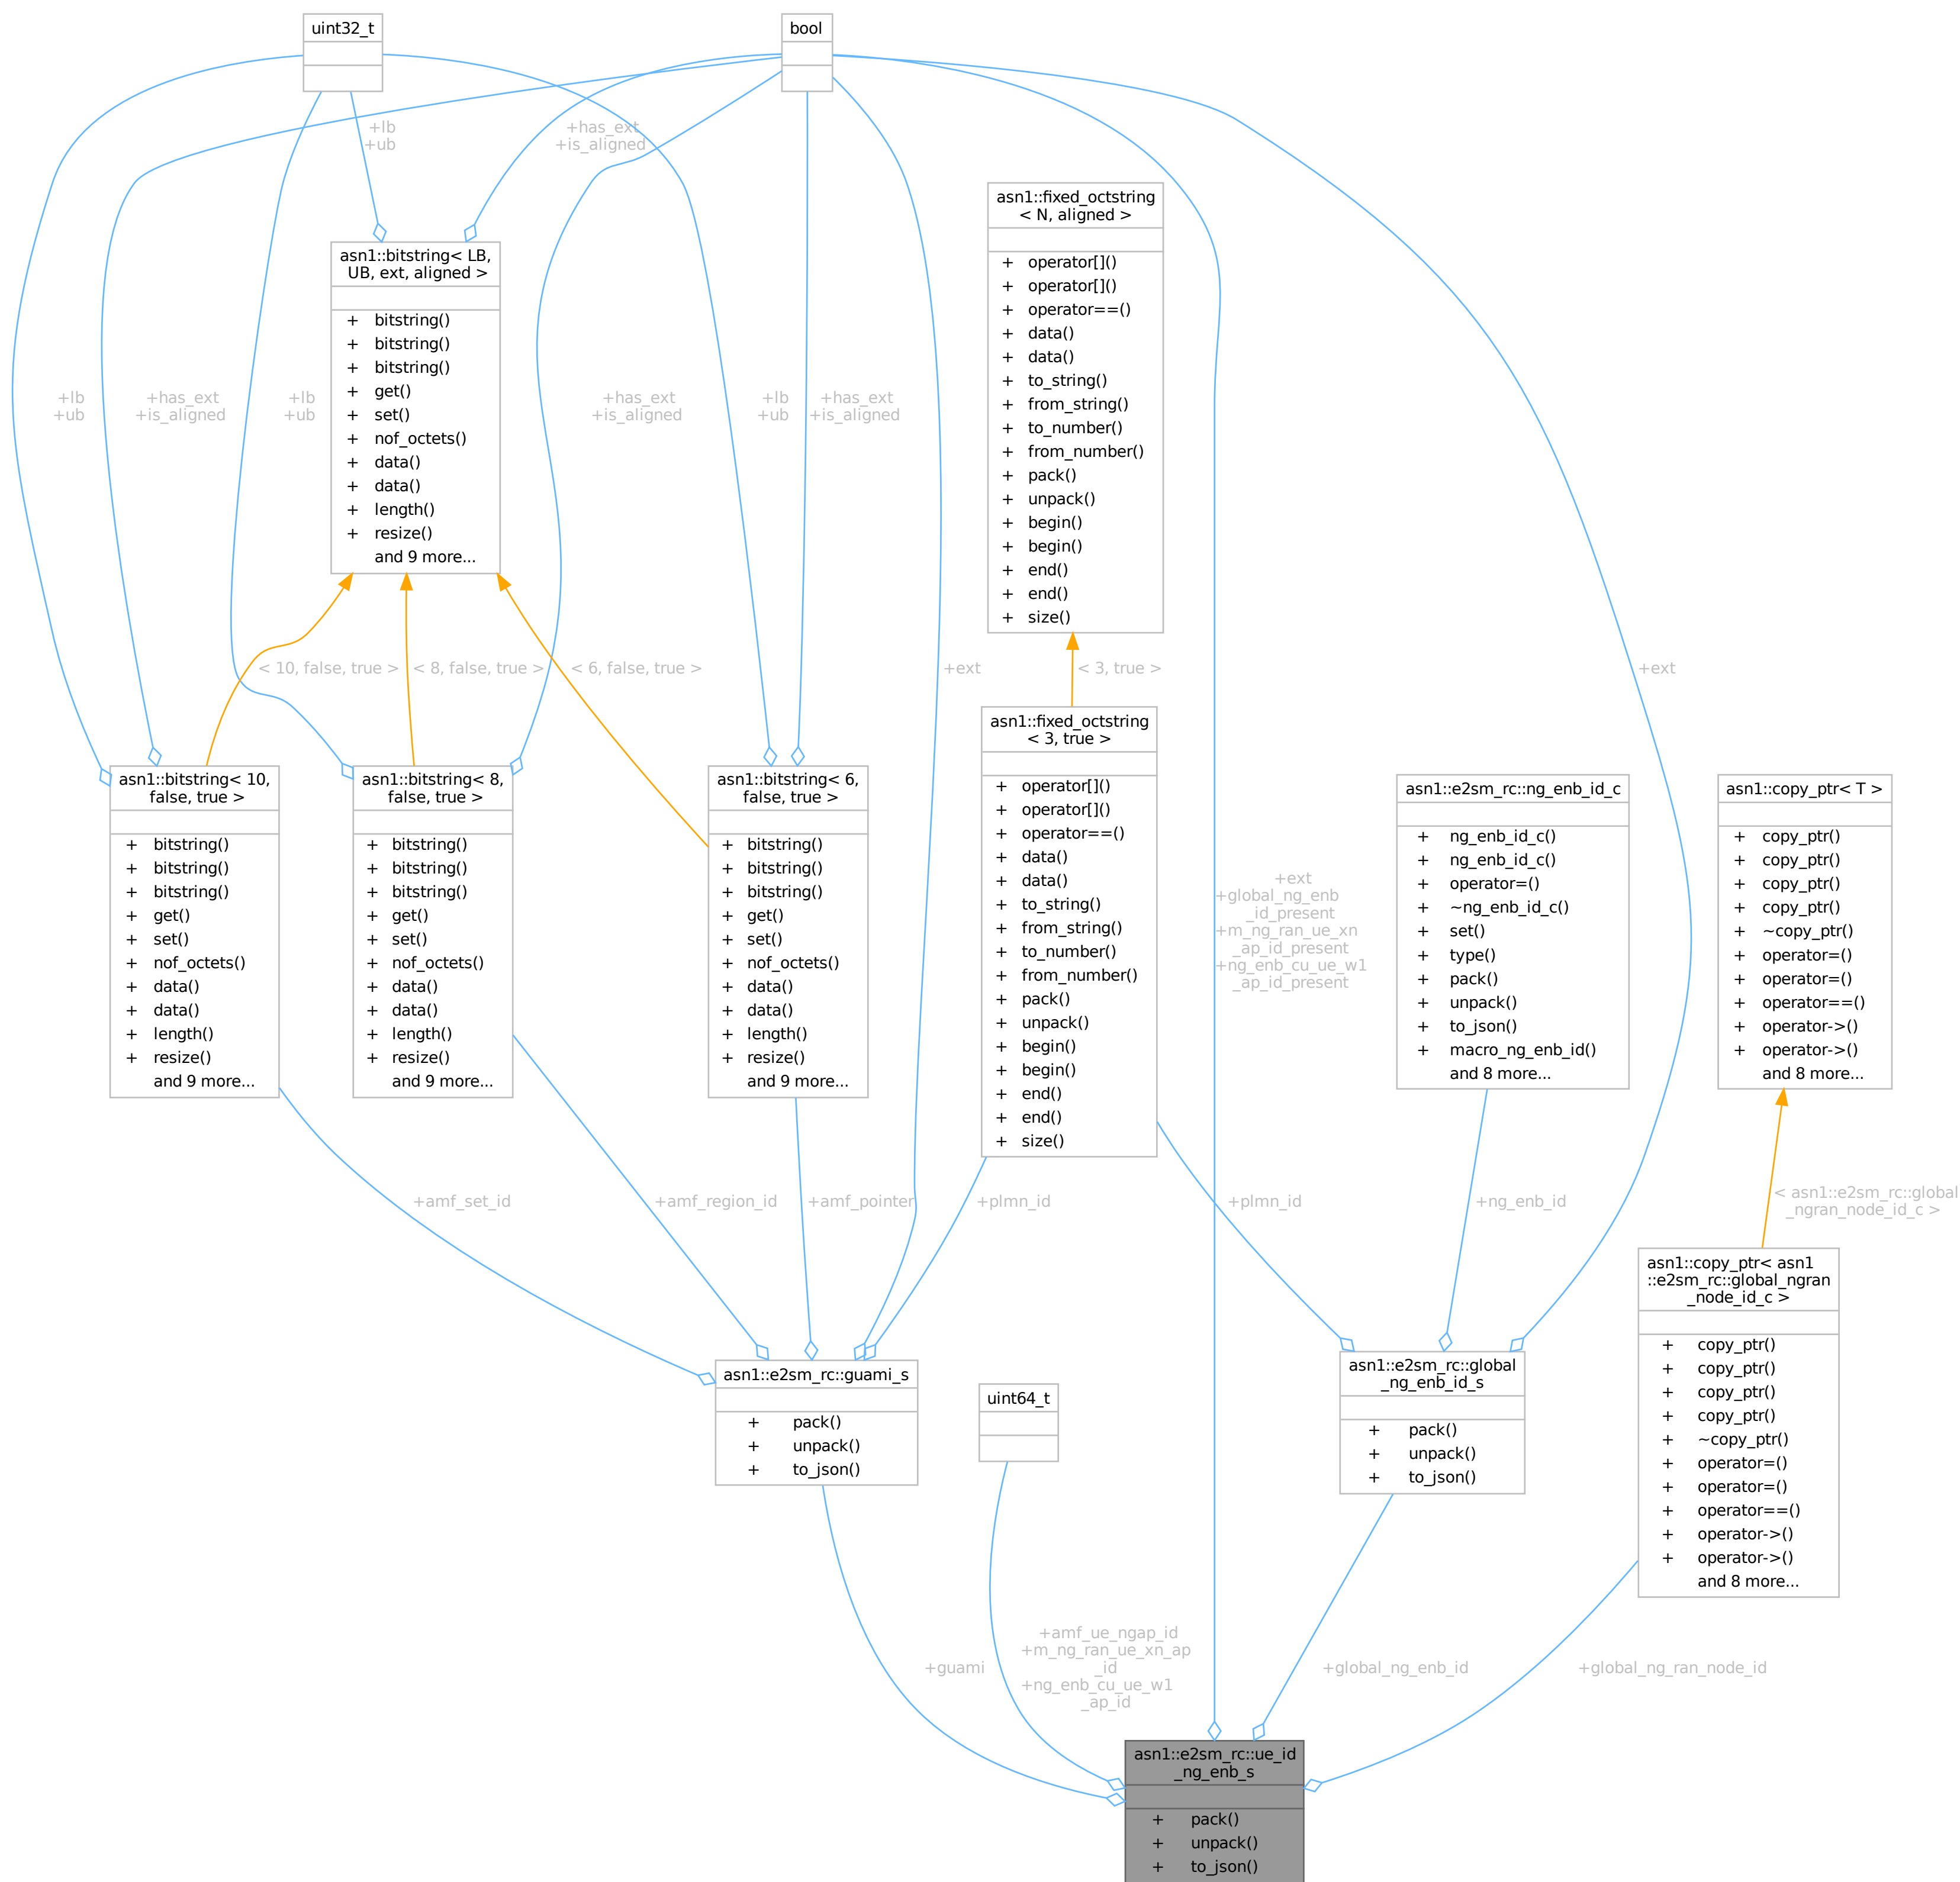 uint32_t
bool
+lb
+ub
+has_ext
+is_aligned
asn1::bitstring< LB,
UB, ext, aligned >
+ bitstring()
+ bitstring()
+ bitstring()
+ get()
+ set()
+ nof_octets()
+ data()
+ data()
+ length()
+ resize()
and 9 more...
asn1::fixed_octstring
< N, aligned >
+ operator[]()
+ operator[]()
+ operator==()
+ data()
+ data()
+ to_string()
+ from_string()
+ to_number()
+ from_number()
+ pack()
+ unpack()
+ begin()
+ begin()
+ end()
+ end()
+ size()
+lb
+ub
+has_ext
+is_aligned
+lb
+ub
+has_ext
+is_aligned
+lb
+ub
+has_ext
+is_aligned
< 10, false, true >
< 8, false, true >
< 6, false, true >
+ext
< 3, true >
+ext
asn1::bitstring< 10,
false, true >
+ bitstring()
+ bitstring()
+ bitstring()
+ get()
+ set()
+ nof_octets()
+ data()
+ data()
+ length()
+ resize()
and 9 more...
asn1::bitstring< 8,
false, true >
+ bitstring()
+ bitstring()
+ bitstring()
+ get()
+ set()
+ nof_octets()
+ data()
+ data()
+ length()
+ resize()
and 9 more...
asn1::bitstring< 6,
false, true >
+ bitstring()
+ bitstring()
+ bitstring()
+ get()
+ set()
+ nof_octets()
+ data()
+ data()
+ length()
+ resize()
and 9 more...
asn1::fixed_octstring
< 3, true >
+ operator[]()
+ operator[]()
+ operator==()
+ data()
+ data()
+ to_string()
+ from_string()
+ to_number()
+ from_number()
+ pack()
+ unpack()
+ begin()
+ begin()
+ end()
+ end()
+ size()
+ext
+global_ng_enb
_id_present
+m_ng_ran_ue_xn
_ap_id_present
+ng_enb_cu_ue_w1
_ap_id_present
asn1::e2sm_rc::ng_enb_id_c
+ ng_enb_id_c()
+ ng_enb_id_c()
+ operator=()
+ ~ng_enb_id_c()
+ set()
+ type()
+ pack()
+ unpack()
+ to_json()
+ macro_ng_enb_id()
and 8 more...
asn1::copy_ptr< T >
+ copy_ptr()
+ copy_ptr()
+ copy_ptr()
+ copy_ptr()
+ ~copy_ptr()
+ operator=()
+ operator=()
+ operator==()
+ operator->()
+ operator->()
and 8 more...
+amf_set_id
+amf_region_id
+amf_pointer
+plmn_id
+plmn_id
+ng_enb_id
< asn1::e2sm_rc::global
_ngran_node_id_c >
asn1::e2sm_rc::guami_s
+ pack()
+ unpack()
+ to_json()
uint64_t
asn1::e2sm_rc::global
_ng_enb_id_s
+ pack()
+ unpack()
+ to_json()
asn1::copy_ptr< asn1
::e2sm_rc::global_ngran
_node_id_c >
+ copy_ptr()
+ copy_ptr()
+ copy_ptr()
+ copy_ptr()
+ ~copy_ptr()
+ operator=()
+ operator=()
+ operator==()
+ operator->()
+ operator->()
and 8 more...
+guami
+amf_ue_ngap_id
+m_ng_ran_ue_xn_ap
_id
+ng_enb_cu_ue_w1
_ap_id
+global_ng_enb_id
+global_ng_ran_node_id
asn1::e2sm_rc::ue_id
_ng_enb_s
+ pack()
+ unpack()
+ to_json()